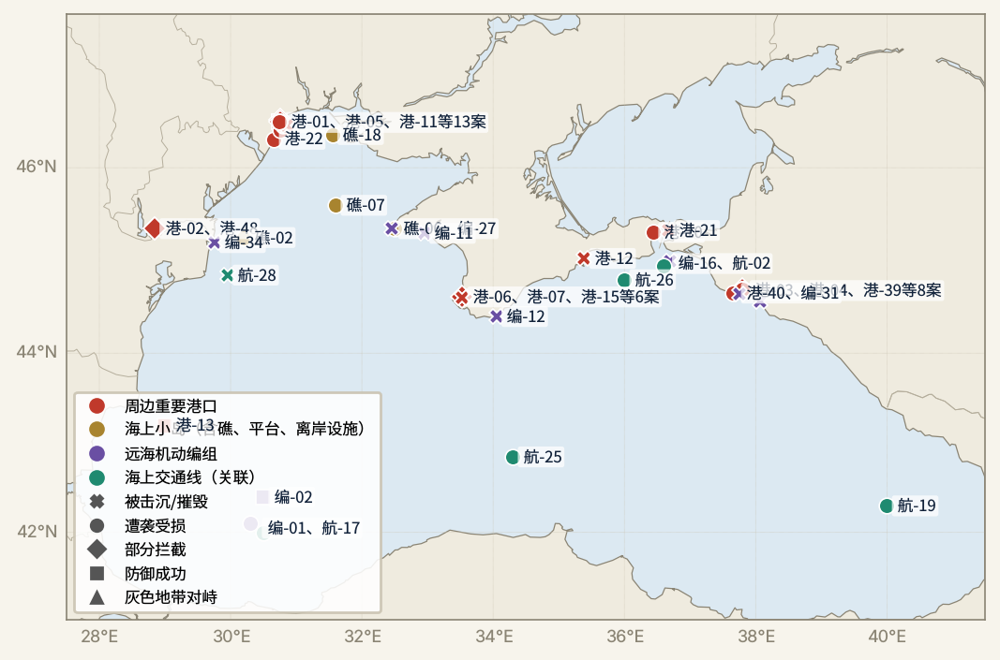 港-01、港-05、港-11等13案
礁-18
港-22
46°N
礁-07
港-02、港-48
礁-02
编-34
礁-06
编-27
编-11
港-21
航-28
港-12
编-16、航-02
航-26
港-04、港-39等8案
港-40、编-31
港-06、港-07、港-15等6案
编-12
44°N
周边重要港口
港-13
海上小岛（含礁、平台、离岸设施）
远海机动编组
航-25
海上交通线（关联）
被击沉/摧毁
编-02
航-19
遭袭受损
编-01、航-17
42°N
部分拦截
防御成功
灰色地带对峙
28°E
30°E
32°E
34°E
36°E
38°E
40°E